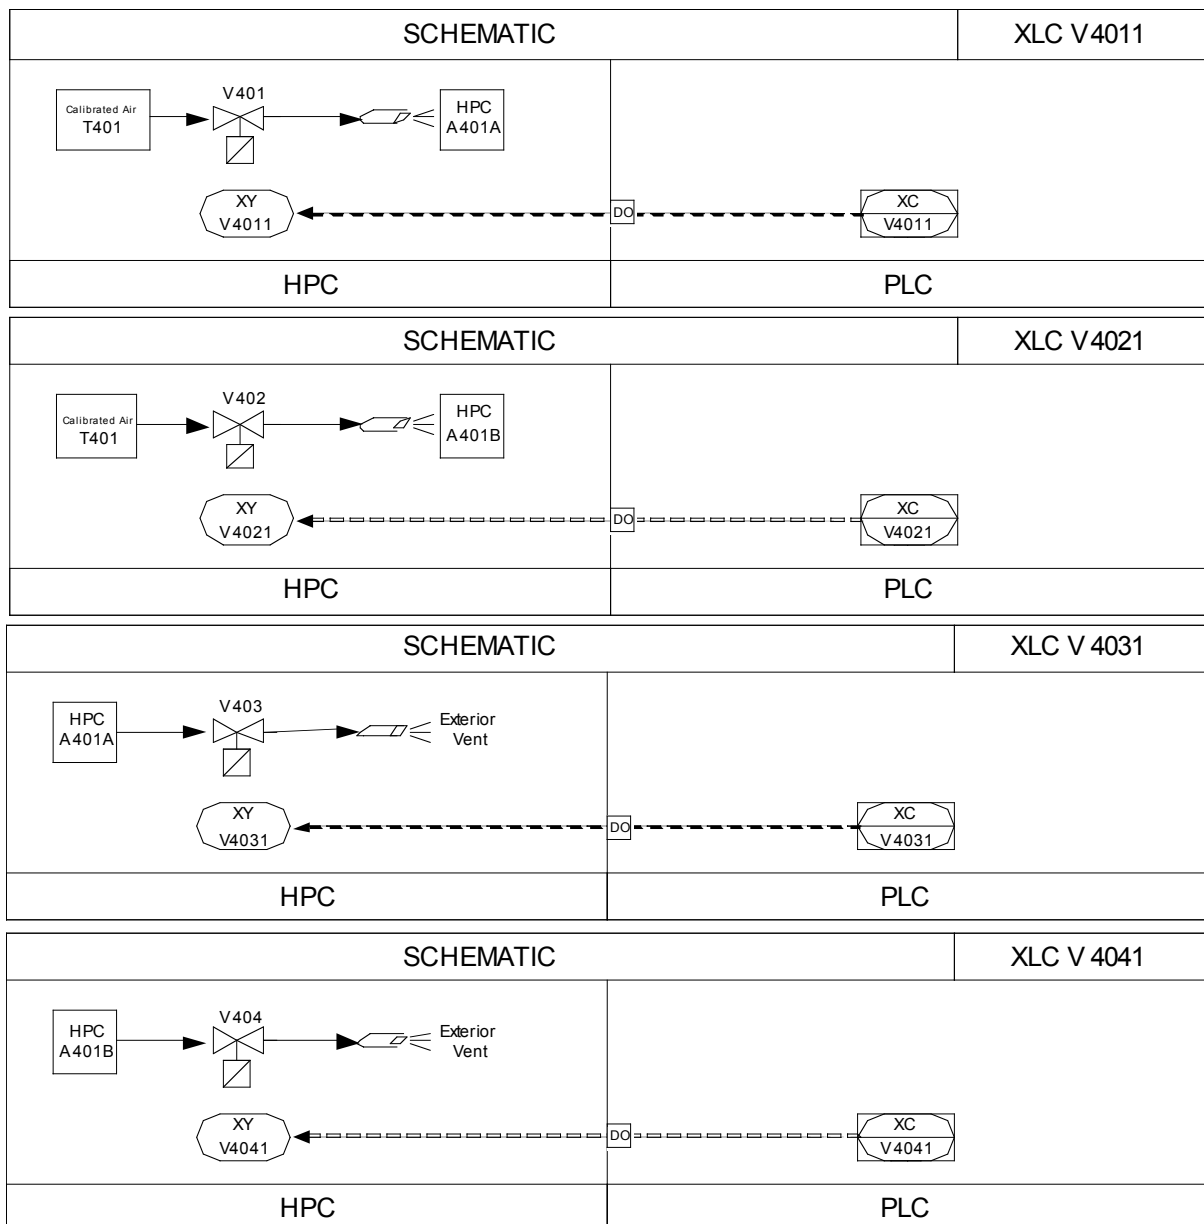 SCHEMATIC XLC V4011
V401
Calibrated Air
T401
HPC
A401A
XY
V4011
DO
XC
V4011
HPC PLC
SCHEMATIC XLC V4021
V402
Calibrated Air
T401
HPC
A401B
XY
V4021
DO
XC
V4021
HPC PLC
SCHEMATIC XLC V 4031
V403
HPC
A401A
Exterior
Vent
XY
V4031
DO
XC
V4031
HPC PLC
SCHEMATIC XLC V 4041
V404
HPC
A401B
Exterior
Vent
XY
V4041
DO
XC
V4041
HPC PLC